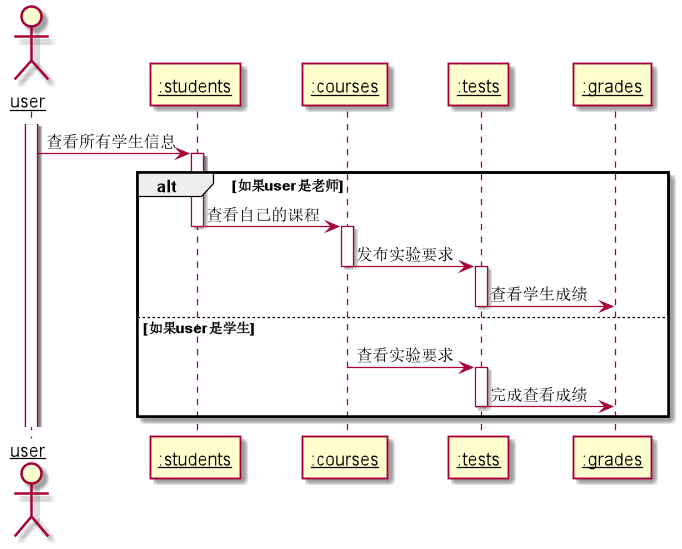 user
:students
:courses
:tests
:grades
查看所有学生信息
alt
[如果user是老师]
查看自己的课程
发布实验要求
查看学生成绩
[如果user是学生]
查看实验要求
完成查看成绩
user
:students
:courses
:tests
:grades